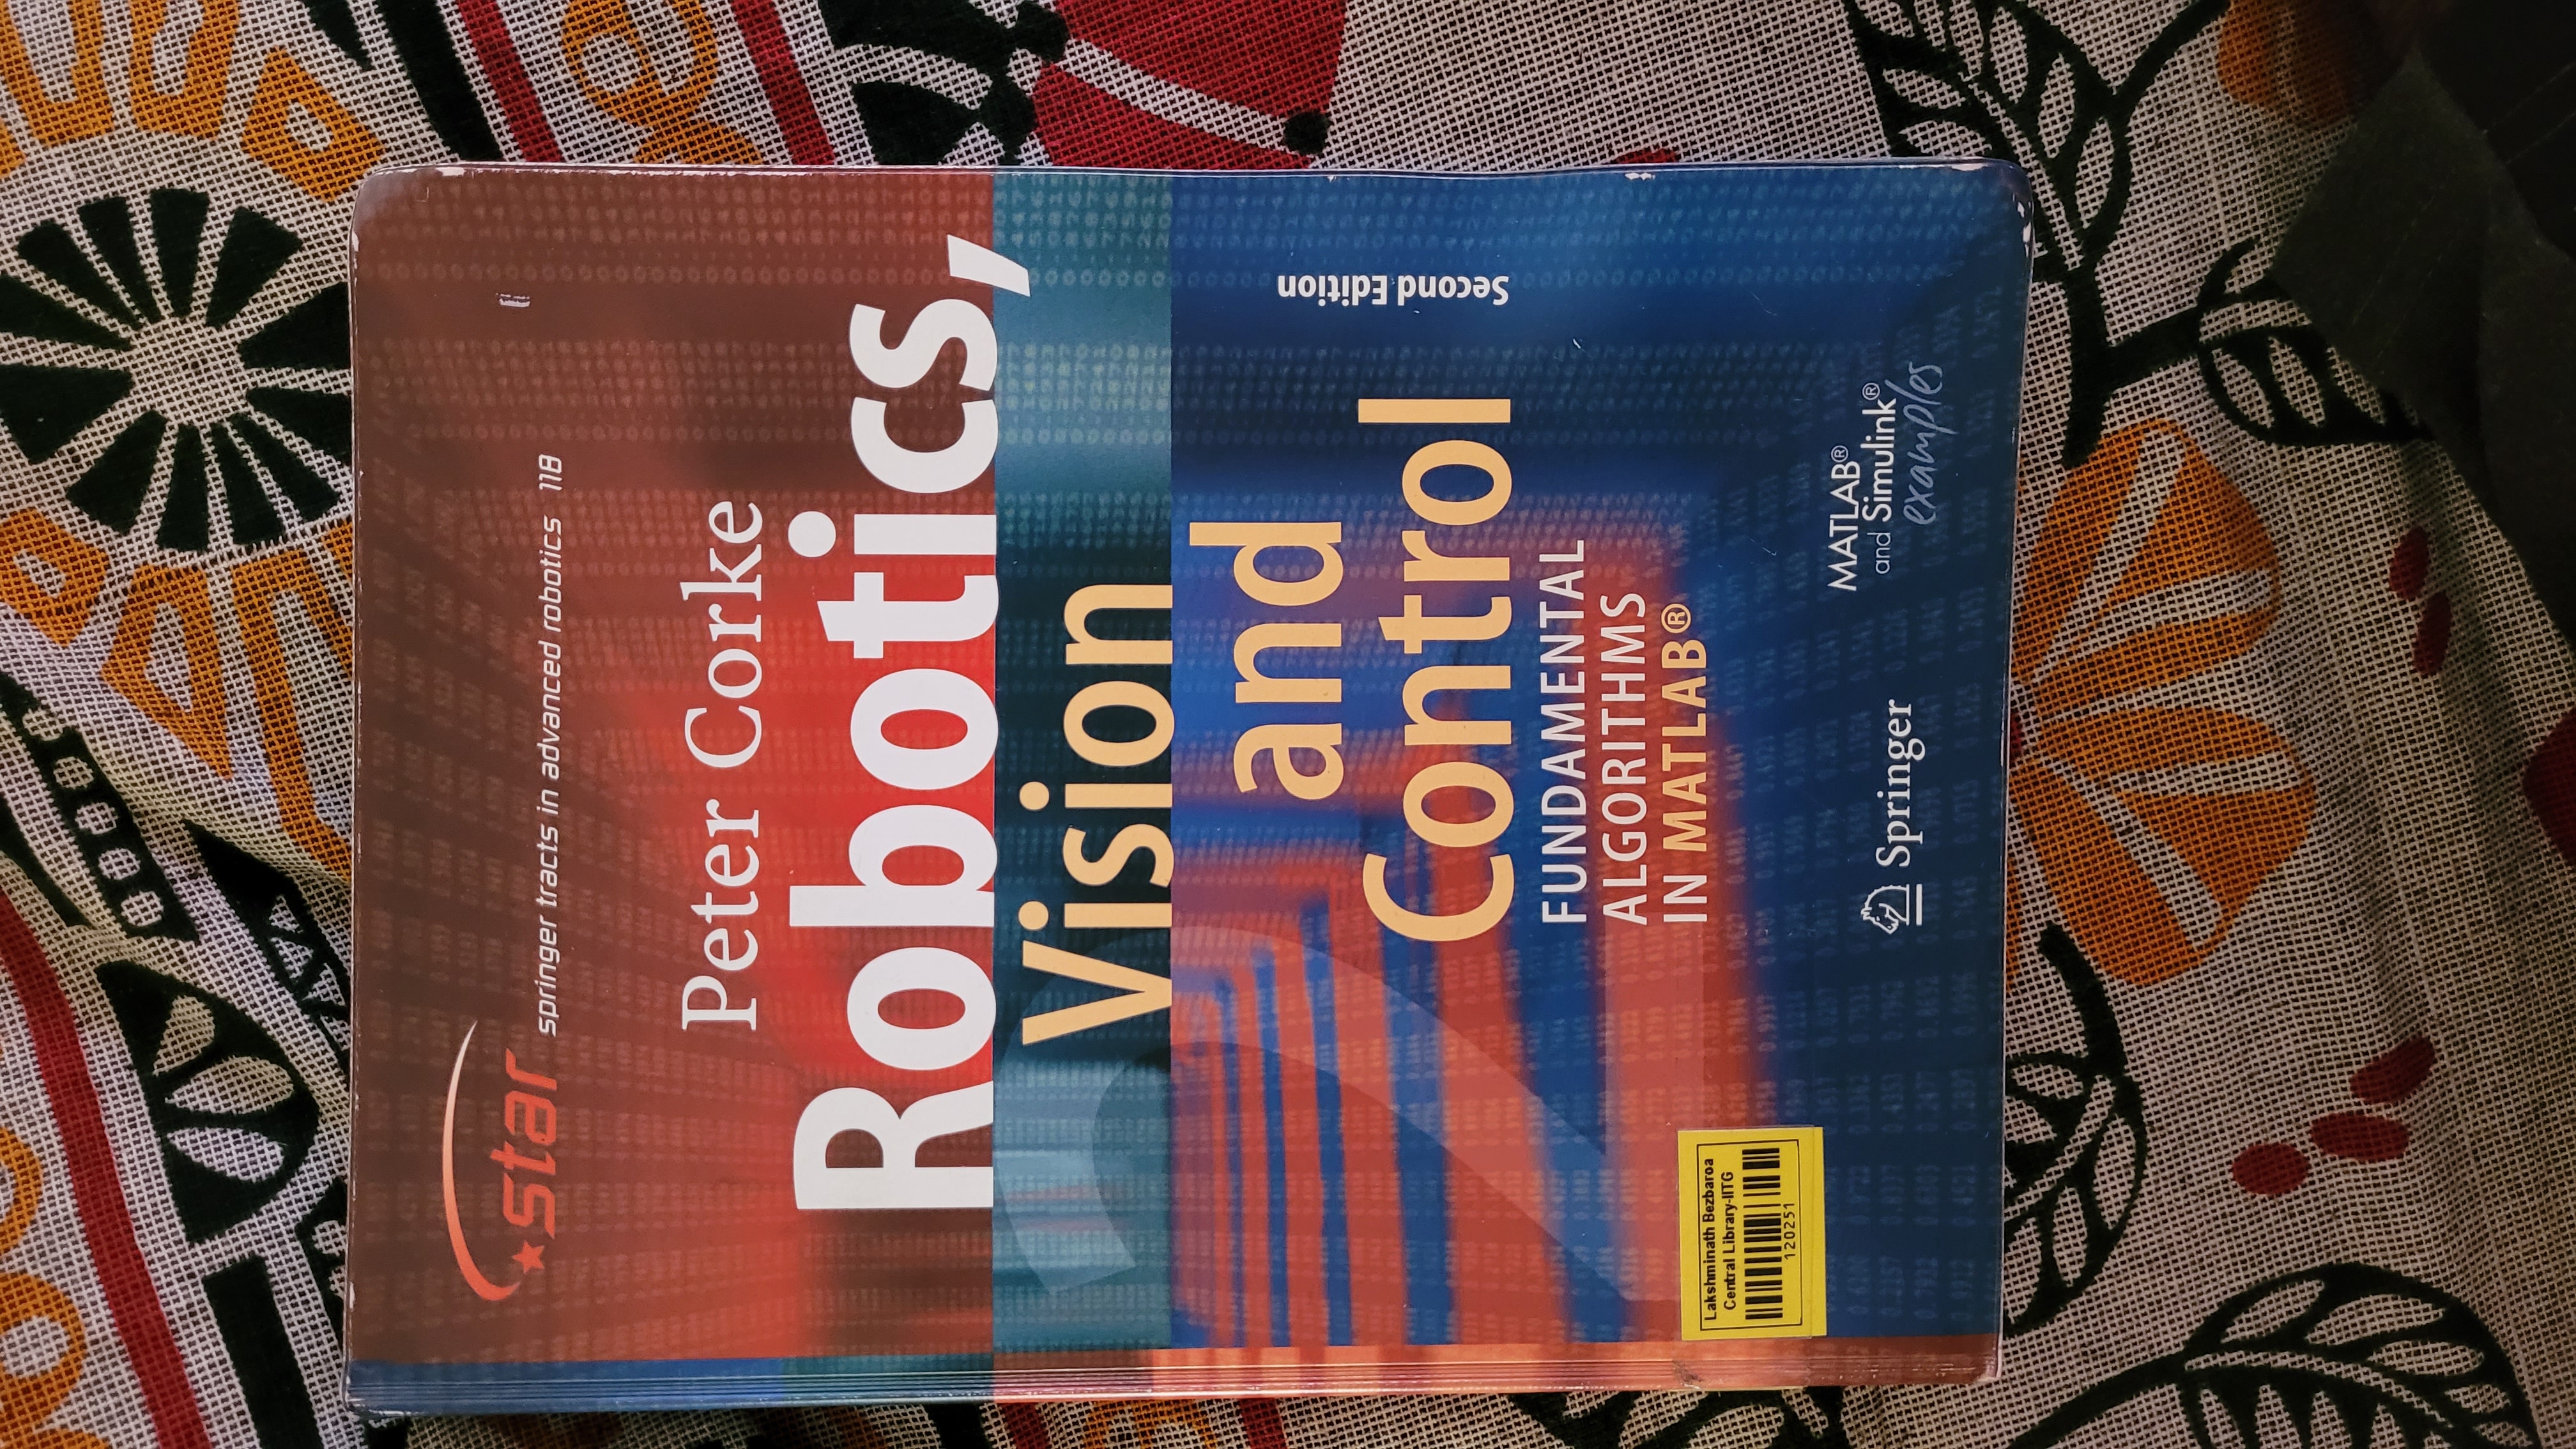 star springer tracts in advanced robotics 118
Peter Corke
Robotics,
Vision
and
Control
Second Edition
FUNDAMENTAL
ALGORITHMS
IN MATLAB®
Lakshminath Bezbaroa
Central Library-IITG
120251
Springer
MATLAB®
and Simulink®
examples